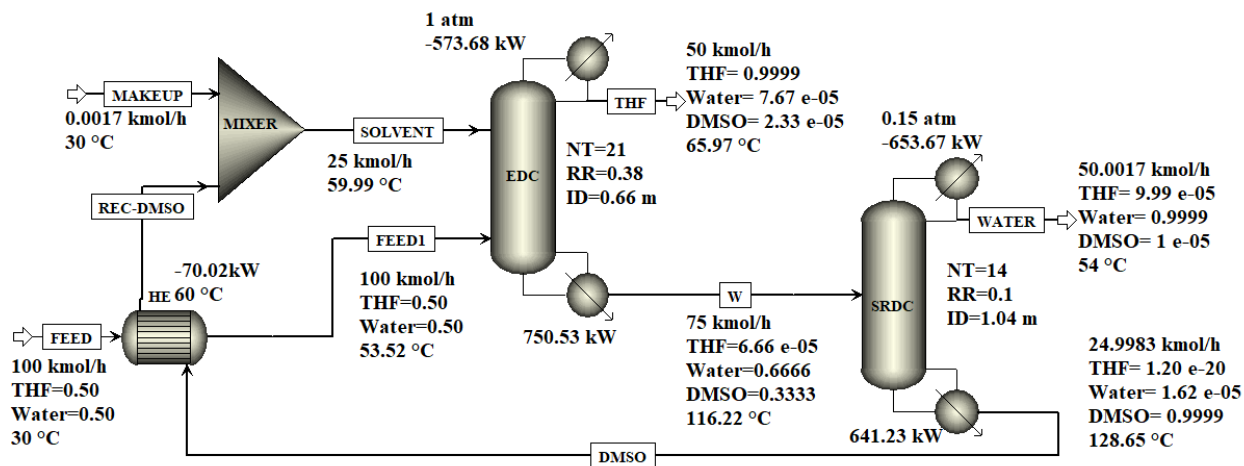 MAKEUP
0.0017 kmol/h
30 °C
MIXER
REC-DMSO
SOLVENT
25 kmol/h
59.99 °C
-70.02kW
HE 60 °C
FEED
100 kmol/h
THF=0.50
Water=0.50
30 °C
FEED1
100 kmol/h
THF=0.50
Water=0.50
53.52 °C
1 atm
-573.68 kW
EDC
NT=21
RR=0.38
ID=0.66 m
750.53 kW
THF
50 kmol/h
THF= 0.9999
Water= 7.67 e-05
DMSO= 2.33 e-05
65.97 °C
W
75 kmol/h
THF=6.66 e-05
Water=0.6666
DMSO=0.3333
116.22 °C
0.15 atm
-653.67 kW
SRDC
NT=14
RR=0.1
ID=1.04 m
641.23 kW
WATER
50.0017 kmol/h
THF= 9.99 e-05
Water= 0.9999
DMSO= 1 e-05
54 °C
24.9983 kmol/h
THF= 1.20 e-20
Water= 1.62 e-05
DMSO= 0.9999
128.65 °C
DMSO